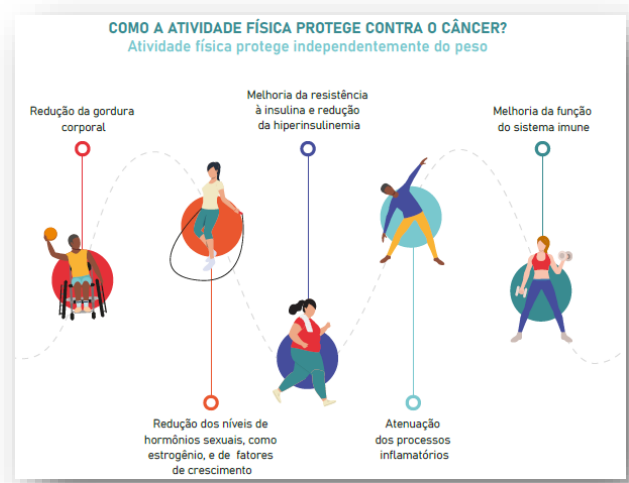 COMO A ATIVIDADE FÍSICA PROTEGE CONTRA O CÂNCER?
Atividade física protege independentemente do peso
Redução da gordura
corporal
Melhoria da resistência
à insulina e redução
da hiperinsulinemia
Melhoria da função
do sistema imune
Redução dos níveis de
hormônios sexuais, como
estrogênio, e de fatores
de crescimento
Atenuação
dos processos
inflamatórios